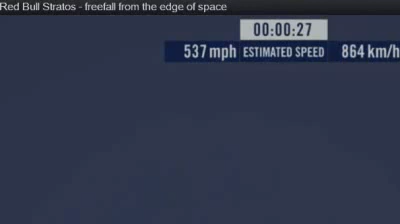 Red Bull Stratos - freefall from the edge of space
00:00:27
537 mph ESTIMATED SPEED 864 km/h